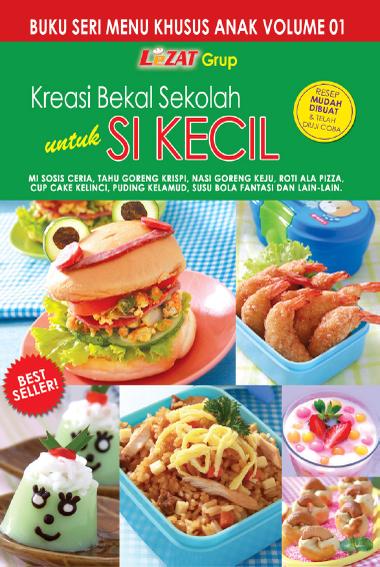 BUKU SERI MENU KHUSUS ANAK VOLUME 01
LeZAT Grup
Kreasi Bekal Sekolah
untuk SI KECIL
RESEP
MUDAH
DIBUAT
& TELAH
DIUJI COBA
MI SOSIS CERIA, TAHU GORENG KRISPI, NASI GORENG KEJU, ROTI ALA PIZZA,
CUP CAKE KELINCI, PUDING KELAMUD, SUSU BOLA FANTASI DAN LAIN-LAIN.
BEST
SELLER!